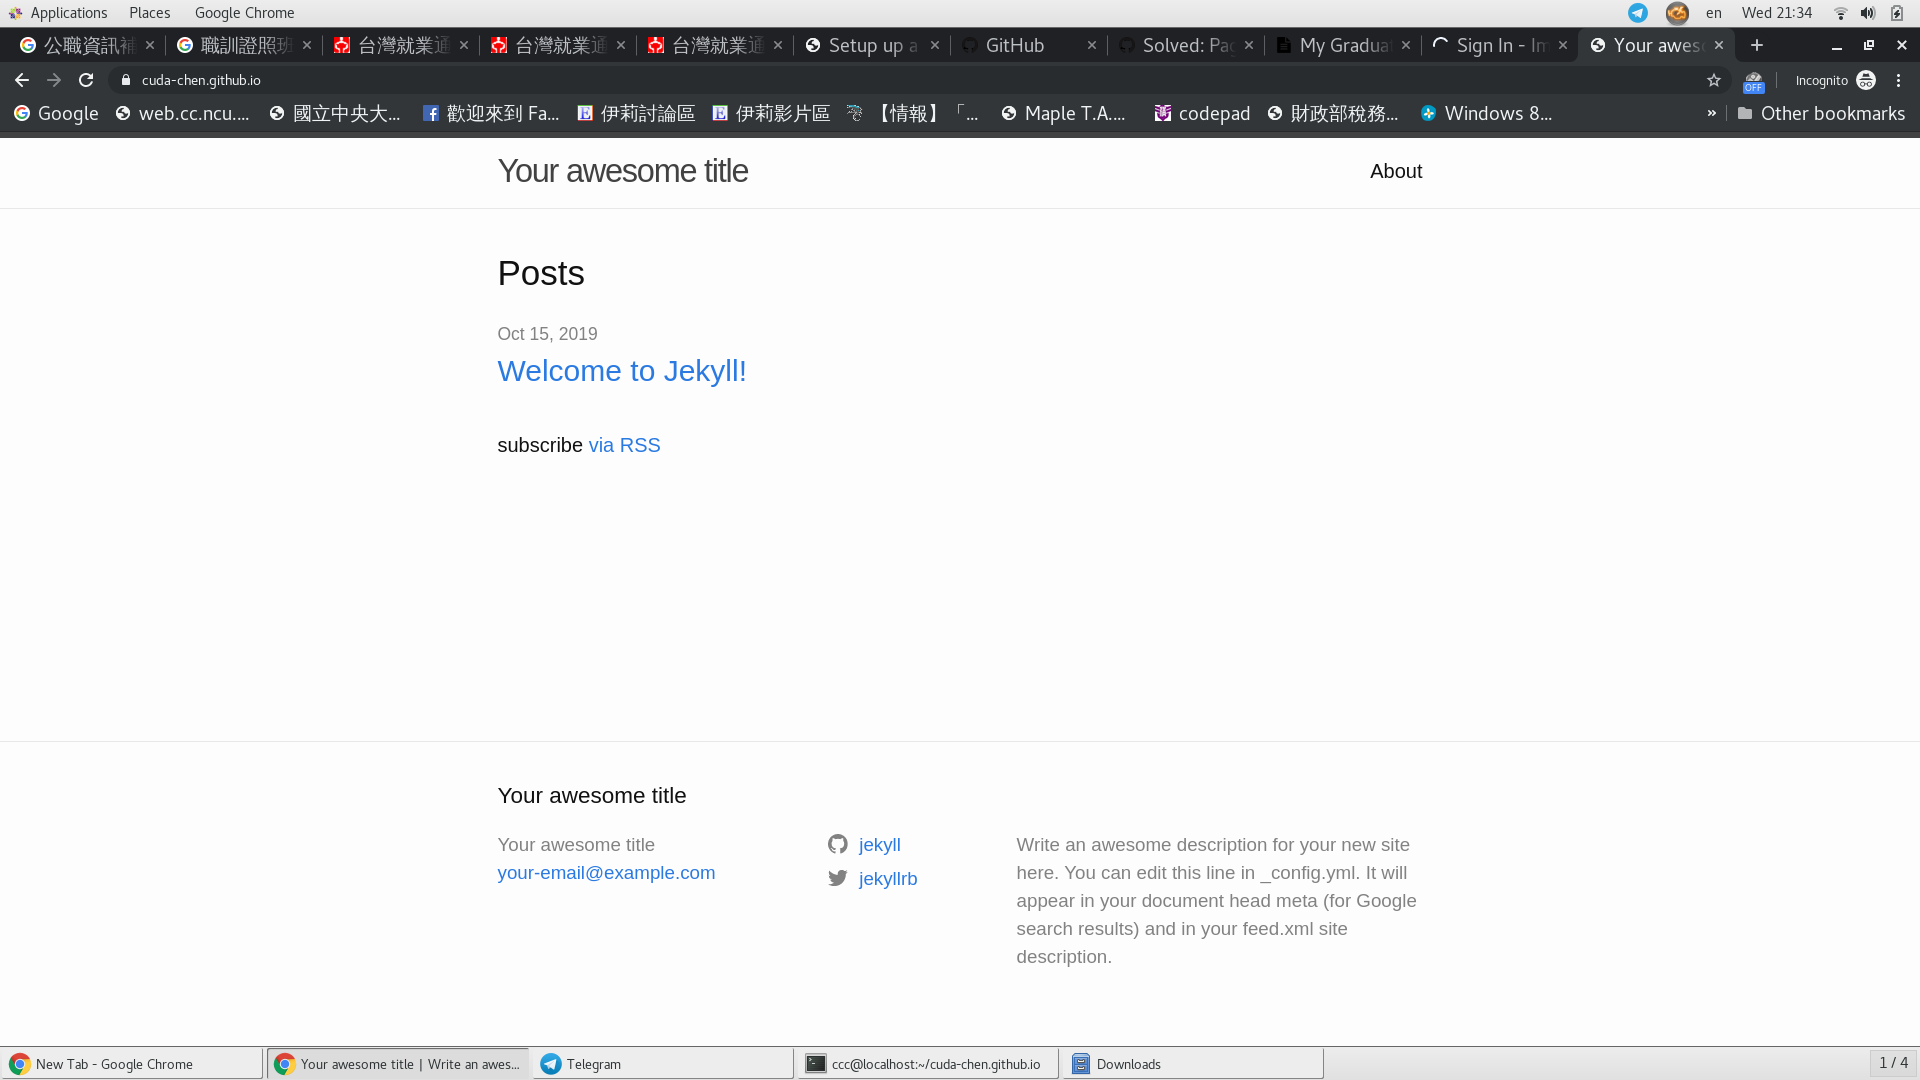 Applications Places Google Chrome en Wed 21:34
公職資訊補 職訓證照班 台灣就業通 台灣就業通 台灣就業通 Setup up a GitHub Solved: Pag My Graduat Sign In - Im Your aweso
cuda-chen.github.io OFF Incognito
Google web.cc.ncu.... 國立中央大... 歡迎來到 Fa... 伊莉討論區 伊莉影片區 【情報】「... Maple T.A.... codepad 財政部稅務... Windows 8... » Other bookmarks
Your awesome title About
Posts
Oct 15, 2019
Welcome to Jekyll!
subscribe via RSS
Your awesome title
Your awesome title
your-email@example.com
jekyll
jekyllrb
Write an awesome description for your new site
here. You can edit this line in _config.yml. It will
appear in your document head meta (for Google
search results) and in your feed.xml site
description.
New Tab - Google Chrome Your awesome title | Write an awes... Telegram ccc@localhost:~/cuda-chen.github.io Downloads 1 / 4